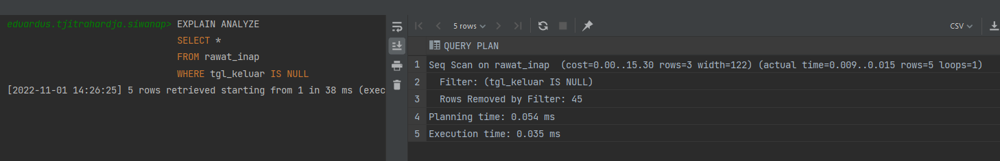 eduardus.tjitrahardja.siwanap> EXPLAIN ANALYZE
SELECT *
FROM rawat_inap
WHERE tgl_keluar IS NULL
[2022-11-01 14:26:25] 5 rows retrieved starting from 1 in 38 ms (exec
5 rows
CSV
QUERY PLAN
1 Seq Scan on rawat_inap  (cost=0.00..15.30 rows=3 width=122) (actual time=0.009..0.015 rows=5 loops=1)
2   Filter: (tgl_keluar IS NULL)
3   Rows Removed by Filter: 45
4 Planning time: 0.054 ms
5 Execution time: 0.035 ms